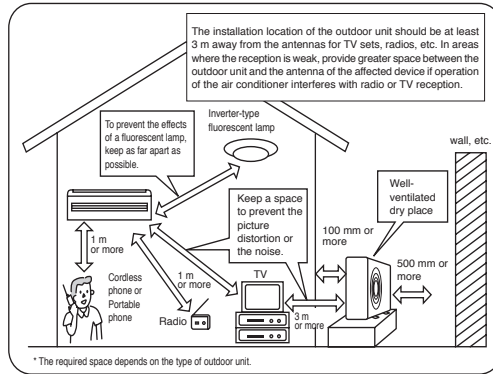 The installation location of the outdoor unit should be at least
3 m away from the antennas for TV sets, radios, etc. In areas
where the reception is weak, provide greater space between the
outdoor unit and the antenna of the affected device if operation
of the air conditioner interferes with radio or TV reception.
To prevent the effects
of a fluorescent lamp,
keep as far apart as
possible.
Inverter-type
fluorescent lamp
wall, etc.
Keep a space
to prevent the
picture
distortion or
the noise.
Well-
ventilated
dry place
100 mm or
more
500 mm or
more
1 m
or more
Cordless
phone or
Portable
phone
1 m
or more
Radio
TV
3 m
or more
* The required space depends on the type of outdoor unit.